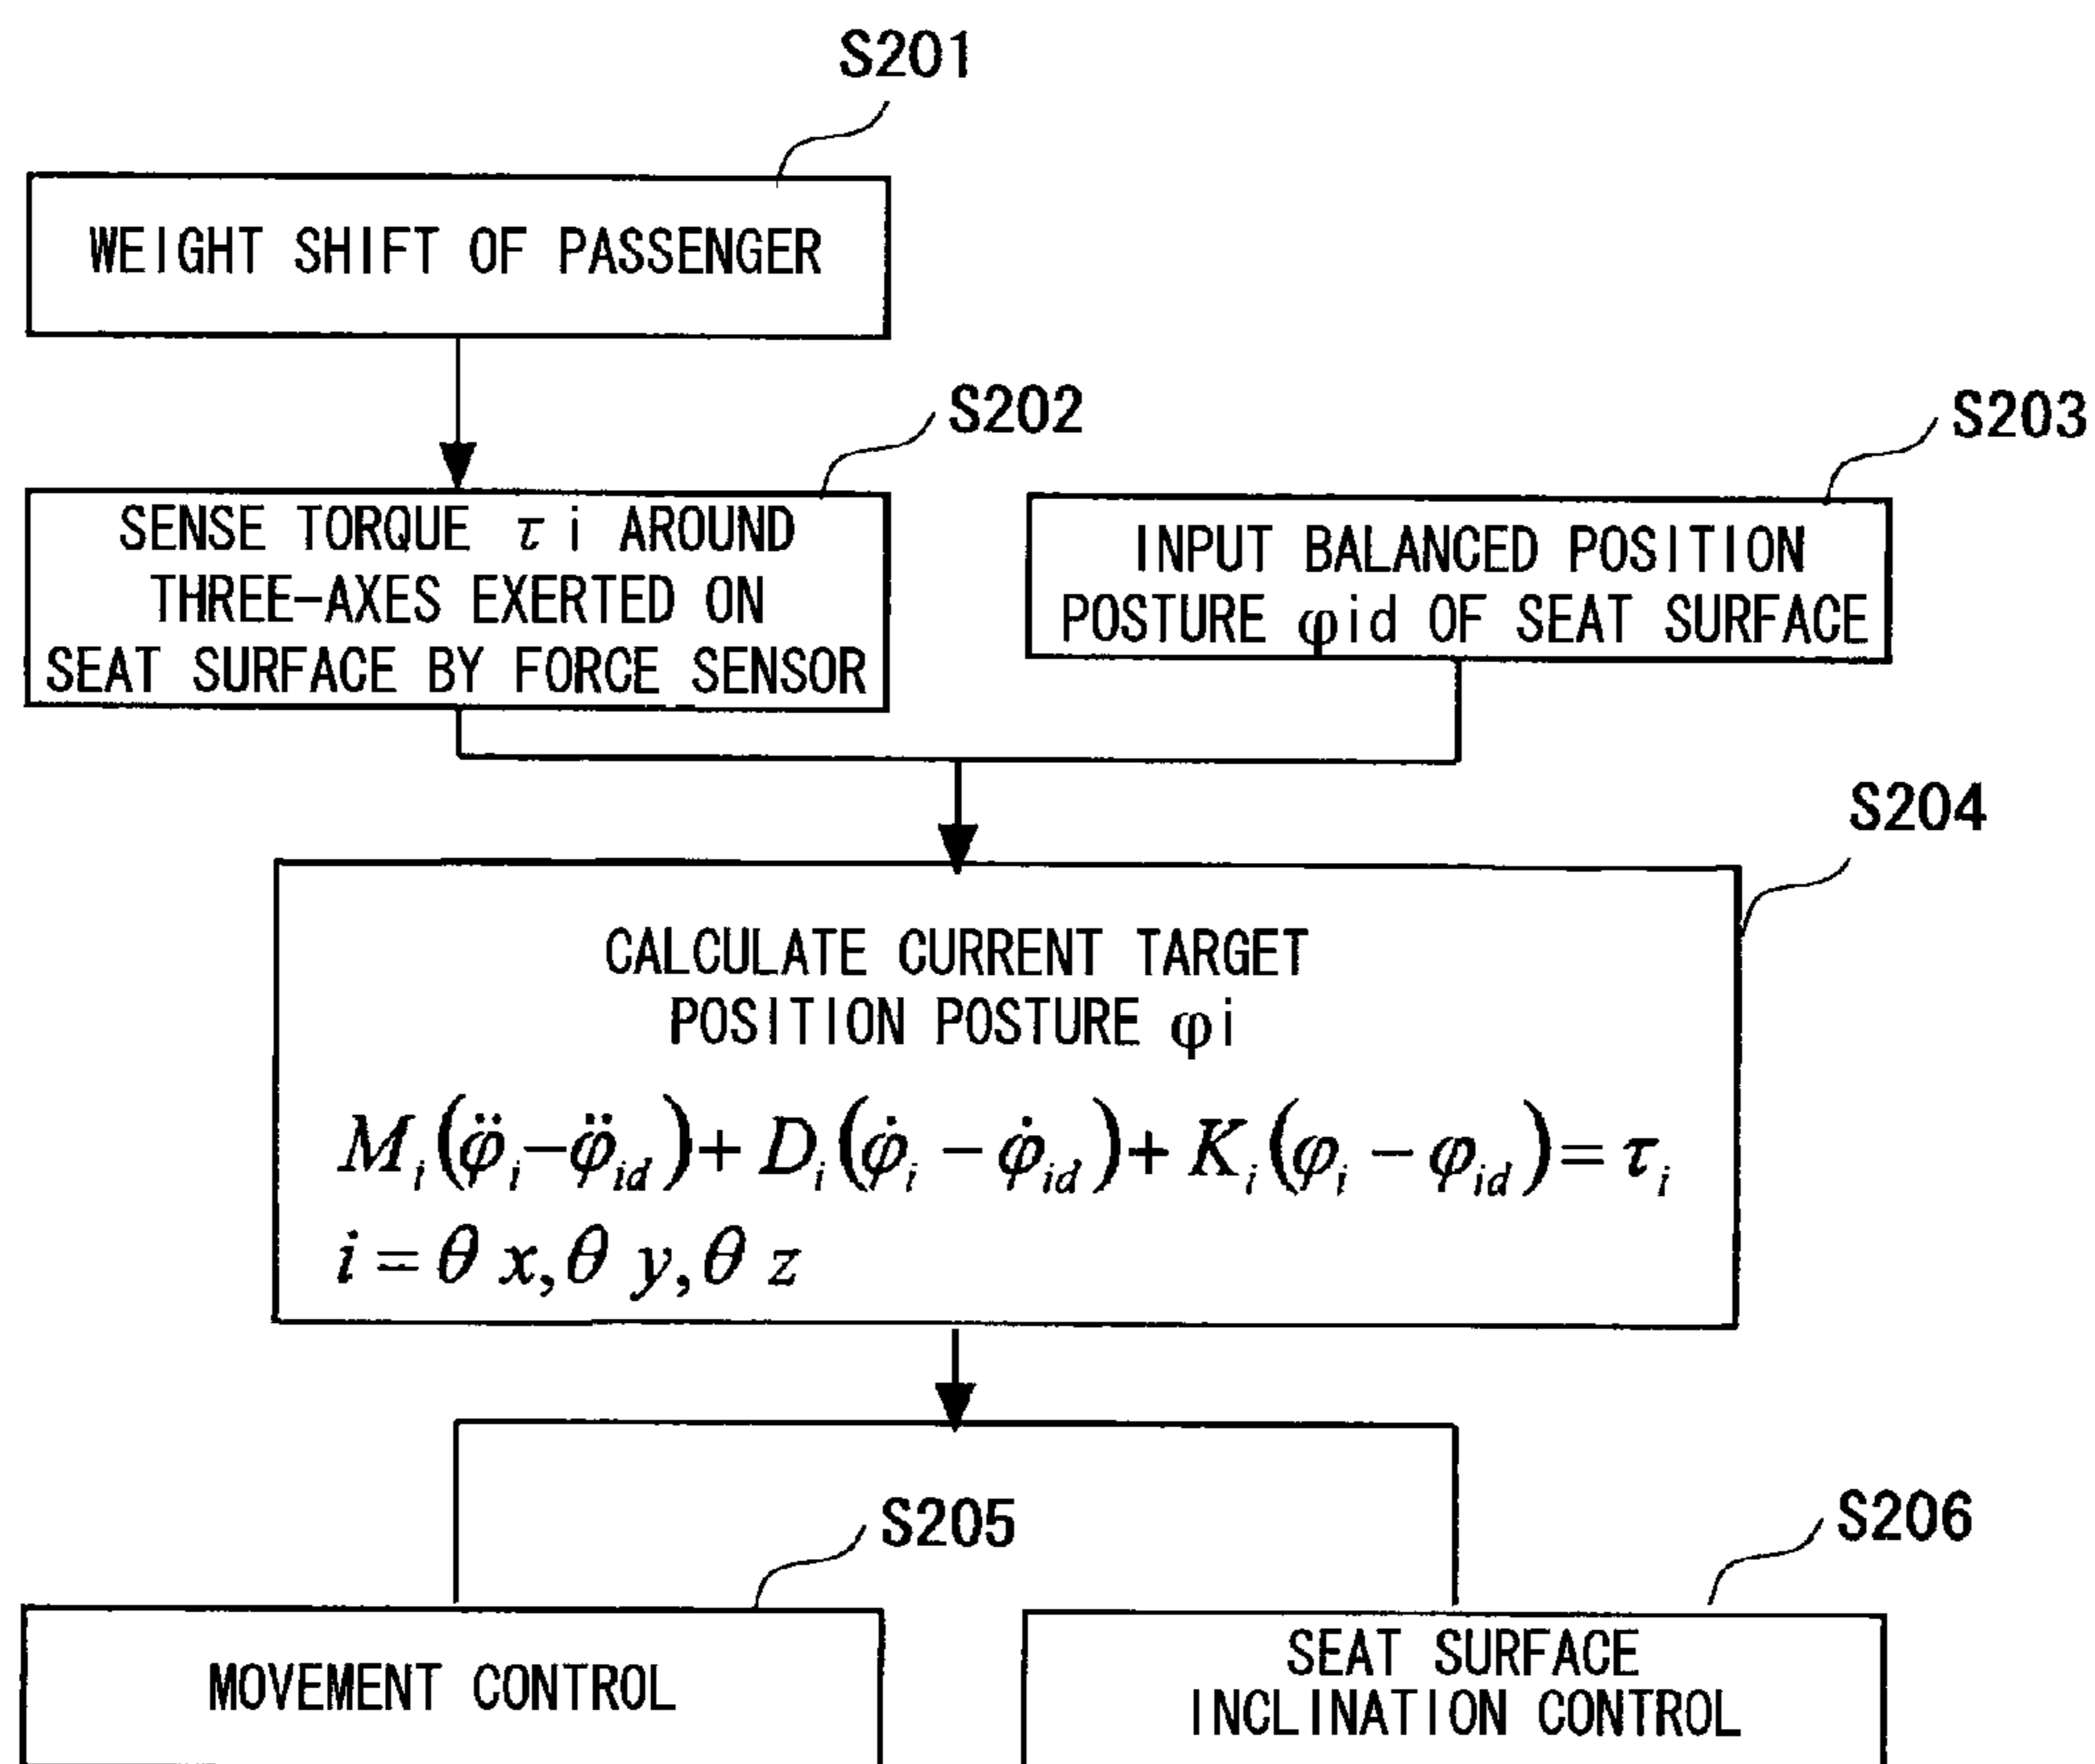 S201
WEIGHT SHIFT OF PASSENGER
S202
S203
SENSE TORQUE τi AROUND
THREE-AXES EXERTED ON
SEAT SURFACE BY FORCE SENSOR
INPUT BALANCED POSITION
POSTURE φid OF SEAT SURFACE
S204
CALCULATE CURRENT TARGET
POSITION POSTURE φi
M_i(φ̈_i−φ̈_id)+D_i(φ̇_i−φ̇_id)+K_i(φ_i−φ_id)=τ_i
i=θx,θy,θz
S205
S206
MOVEMENT CONTROL
SEAT SURFACE
INCLINATION CONTROL